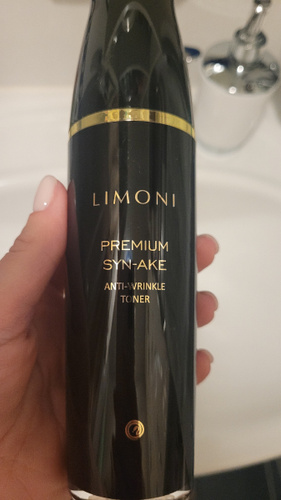 LIMONI
PREMIUM
SYN-AKE
ANTI-WRINKLE
TONER